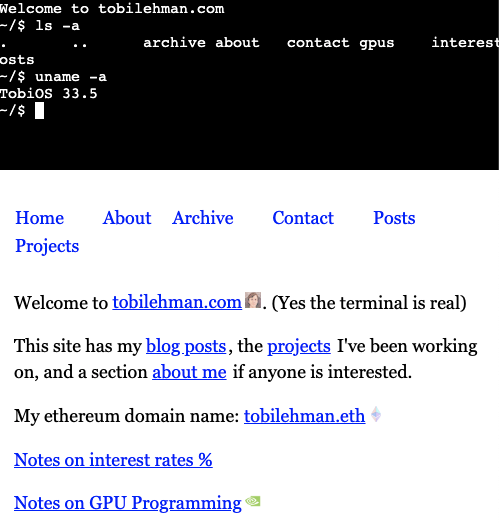 Welcome to tobilehman.com
~/$ ls -a
. .. archive about contact gpus interest
osts
~/$ uname -a
TobiOS 33.5
~/$
Home About Archive Contact Posts
Projects
Welcome to tobilehman.com. (Yes the terminal is real)
This site has my blog posts, the projects I've been working
on, and a section about me if anyone is interested.
My ethereum domain name: tobilehman.eth
Notes on interest rates %
Notes on GPU Programming